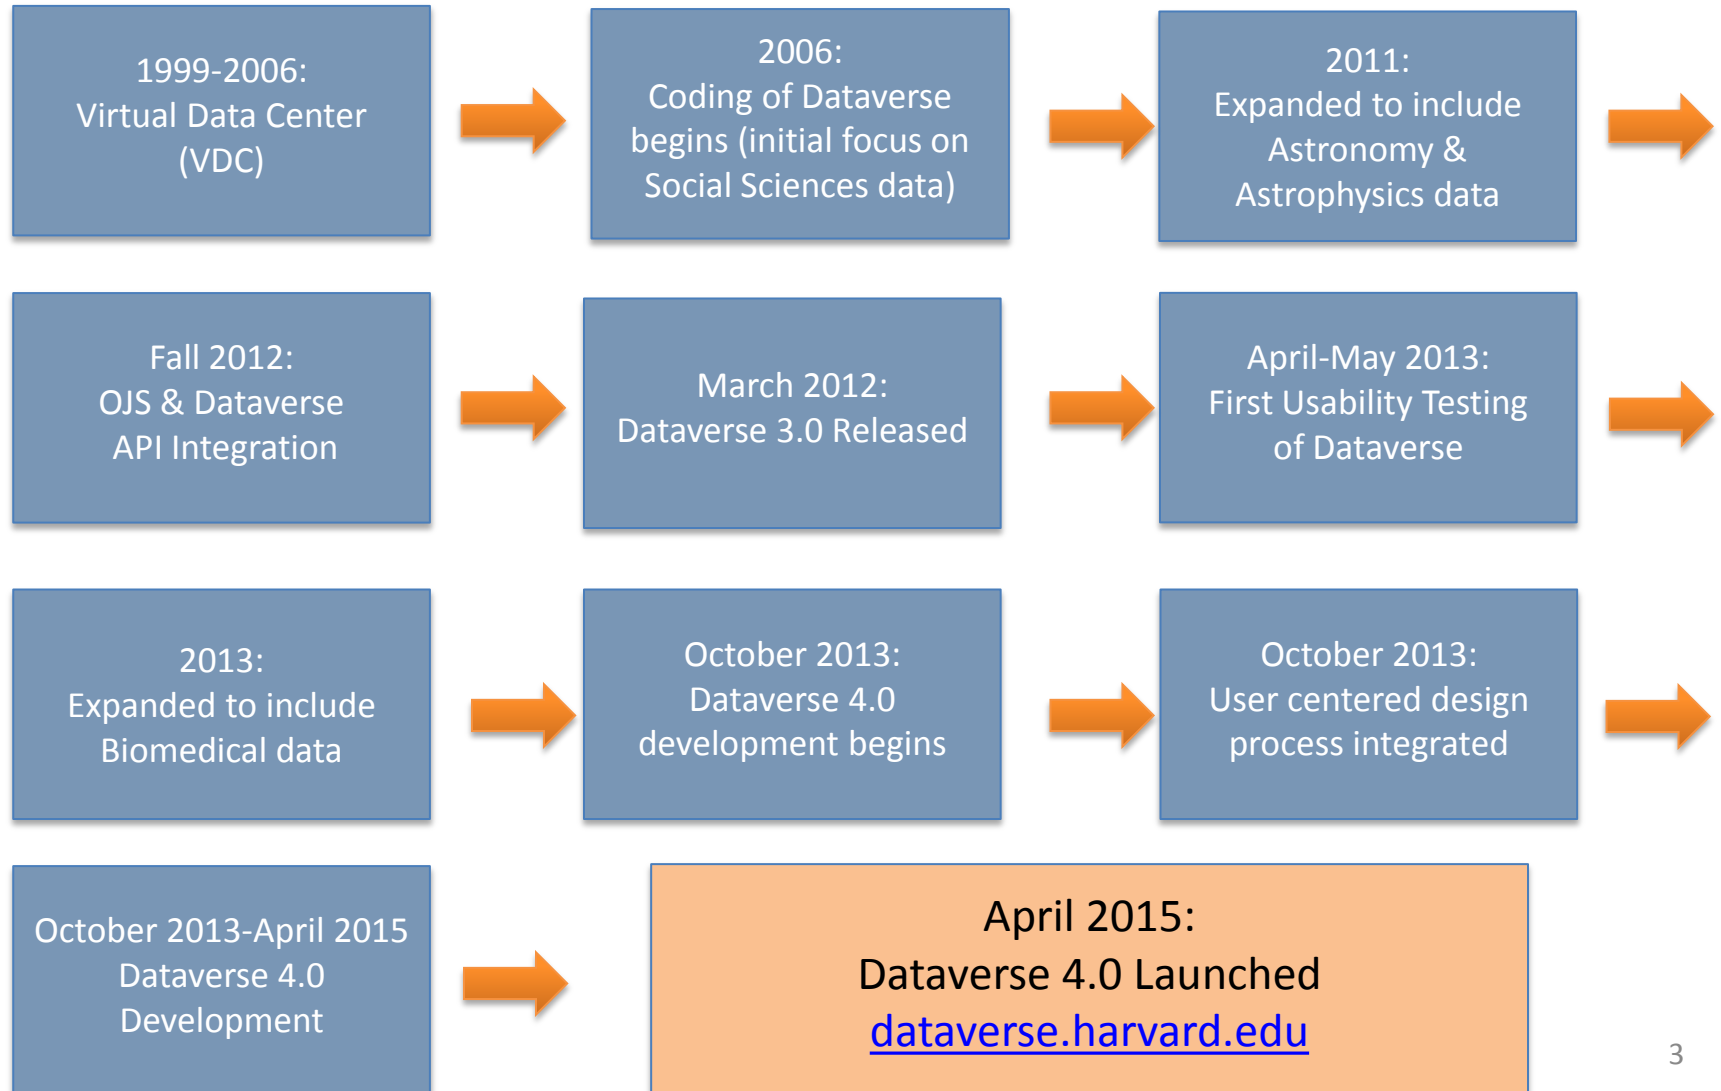 1999-2006:
Virtual Data Center
(VDC)
2006:
Coding of Dataverse
begins (initial focus on
Social Sciences data)
2011:
Expanded to include
Astronomy &
Astrophysics data
Fall 2012:
OJS & Dataverse
API Integration
March 2012:
Dataverse 3.0 Released
April-May 2013:
First Usability Testing
of Dataverse
2013:
Expanded to include
Biomedical data
October 2013:
Dataverse 4.0
development begins
October 2013:
User centered design
process integrated
October 2013-April 2015
Dataverse 4.0
Development
April 2015:
Dataverse 4.0 Launched
dataverse.harvard.edu
3